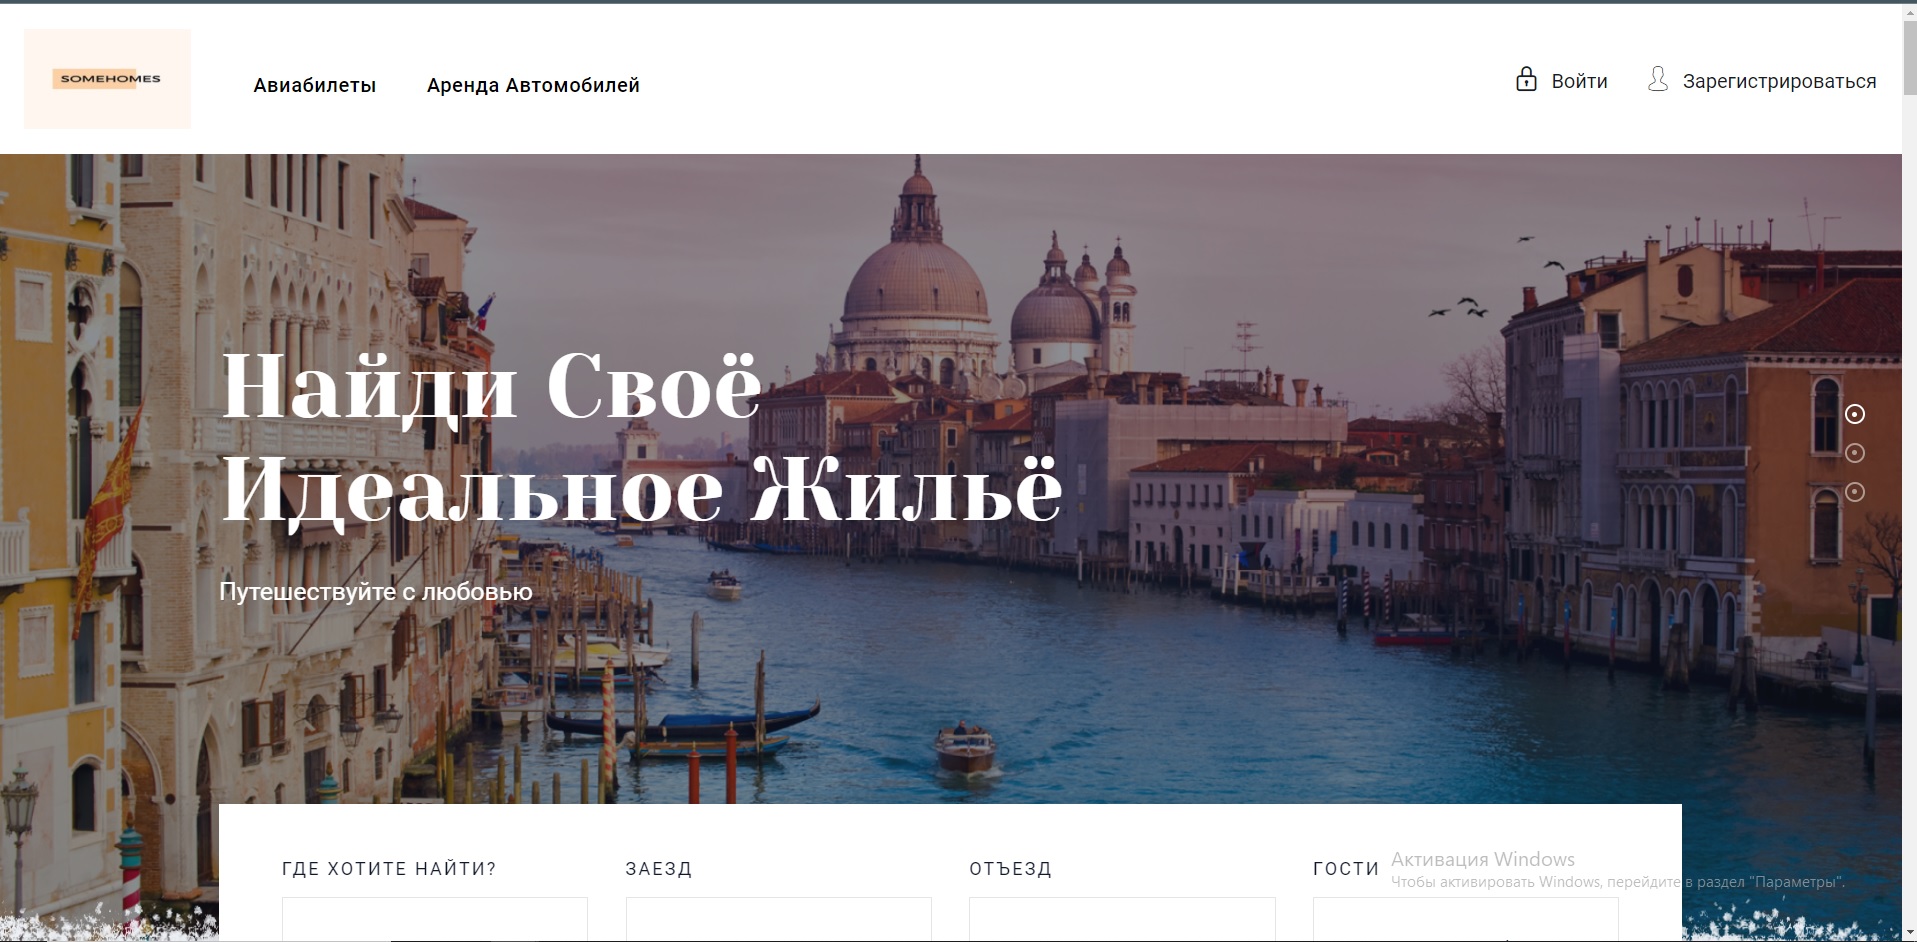 SOMEHOMES
Авиабилеты
Аренда Автомобилей
Войти
Зарегистрироваться
Найди Своё
Идеальное Жильё
Путешествуйте с любовью
ГДЕ ХОТИТЕ НАЙТИ?
ЗАЕЗД
ОТЪЕЗД
ГОСТИ
Активация Windows
Чтобы активировать Windows, перейдите в раздел "Параметры".